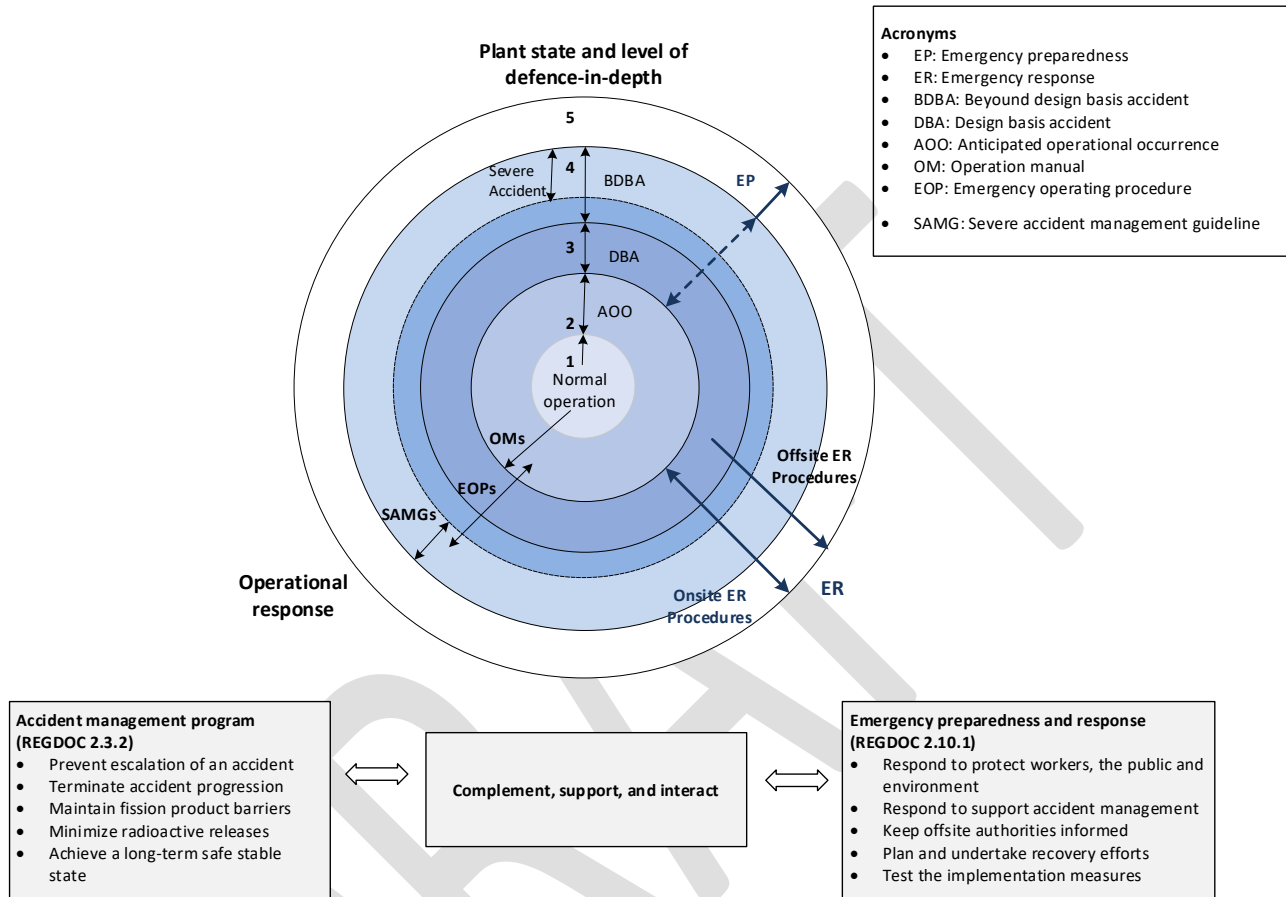 Plant state and level of
defence-in-depth
Acronyms
• EP: Emergency preparedness
• ER: Emergency response
• BDBA: Beyound design basis accident
• DBA: Design basis accident
• AOO: Anticipated operational occurrence
• OM: Operation manual
• EOP: Emergency operating procedure
• SAMG: Severe accident management guideline
5
Severe
Accident
4
BDBA
EP
3
DBA
2
AOO
1
Normal
operation
OMs
EOPs
SAMGs
Operational
response
Offsite ER
Procedures
Onsite ER
Procedures
ER
Accident management program
(REGDOC 2.3.2)
• Prevent escalation of an accident
• Terminate accident progression
• Maintain fission product barriers
• Minimize radioactive releases
• Achieve a long-term safe stable
state
Complement, support, and interact
Emergency preparedness and response
(REGDOC 2.10.1)
• Respond to protect workers, the public and
environment
• Respond to support accident management
• Keep offsite authorities informed
• Plan and undertake recovery efforts
• Test the implementation measures
DRAFT